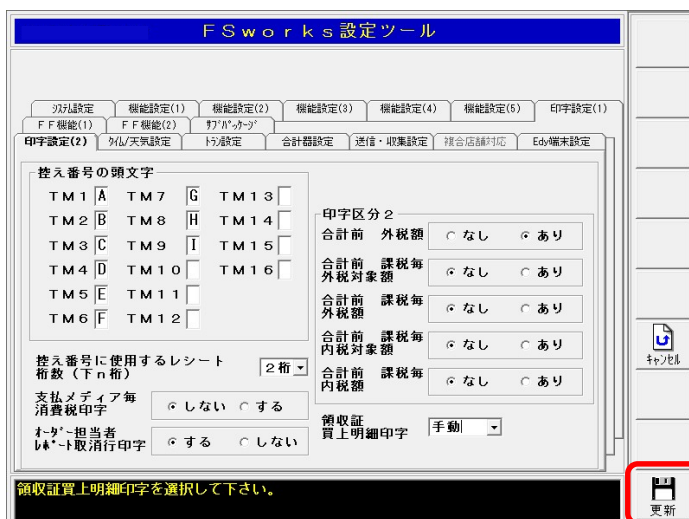 FSworks設定ツール
ｼｽﾃﾑ設定 機能設定(1) 機能設定(2) 機能設定(3) 機能設定(4) 機能設定(5) 印字設定(1)
FF機能(1) FF機能(2) ｻﾌﾞﾊﾟｯｹｰｼﾞ
印字設定(2) ﾀｲﾑ/天気設定 ﾄﾗﾝ設定 合計器設定 送信・収集設定 複合店舗対応 Edy端末設定
控え番号の頭文字
TM1 A TM7 G TM13
TM2 B TM8 H TM14
TM3 C TM9 I TM15
TM4 D TM10 TM16
TM5 E TM11
TM6 F TM12
控え番号に使用するレシート
桁数(下n桁) 2桁
支払メディア毎
消費税印字 しない する
ｵｰﾀﾞｰ担当者
ﾚﾎﾟｰﾄ取消行印字 する しない
印字区分2
合計前 外税額 なし あり
合計前 課税毎
外税対象額 なし あり
合計前 課税毎
外税額 なし あり
合計前 課税毎
内税対象額 なし あり
合計前 課税毎
内税額 なし あり
領収証
買上明細印字 手動
キャンセル
領収証買上明細印字を選択して下さい。
更新